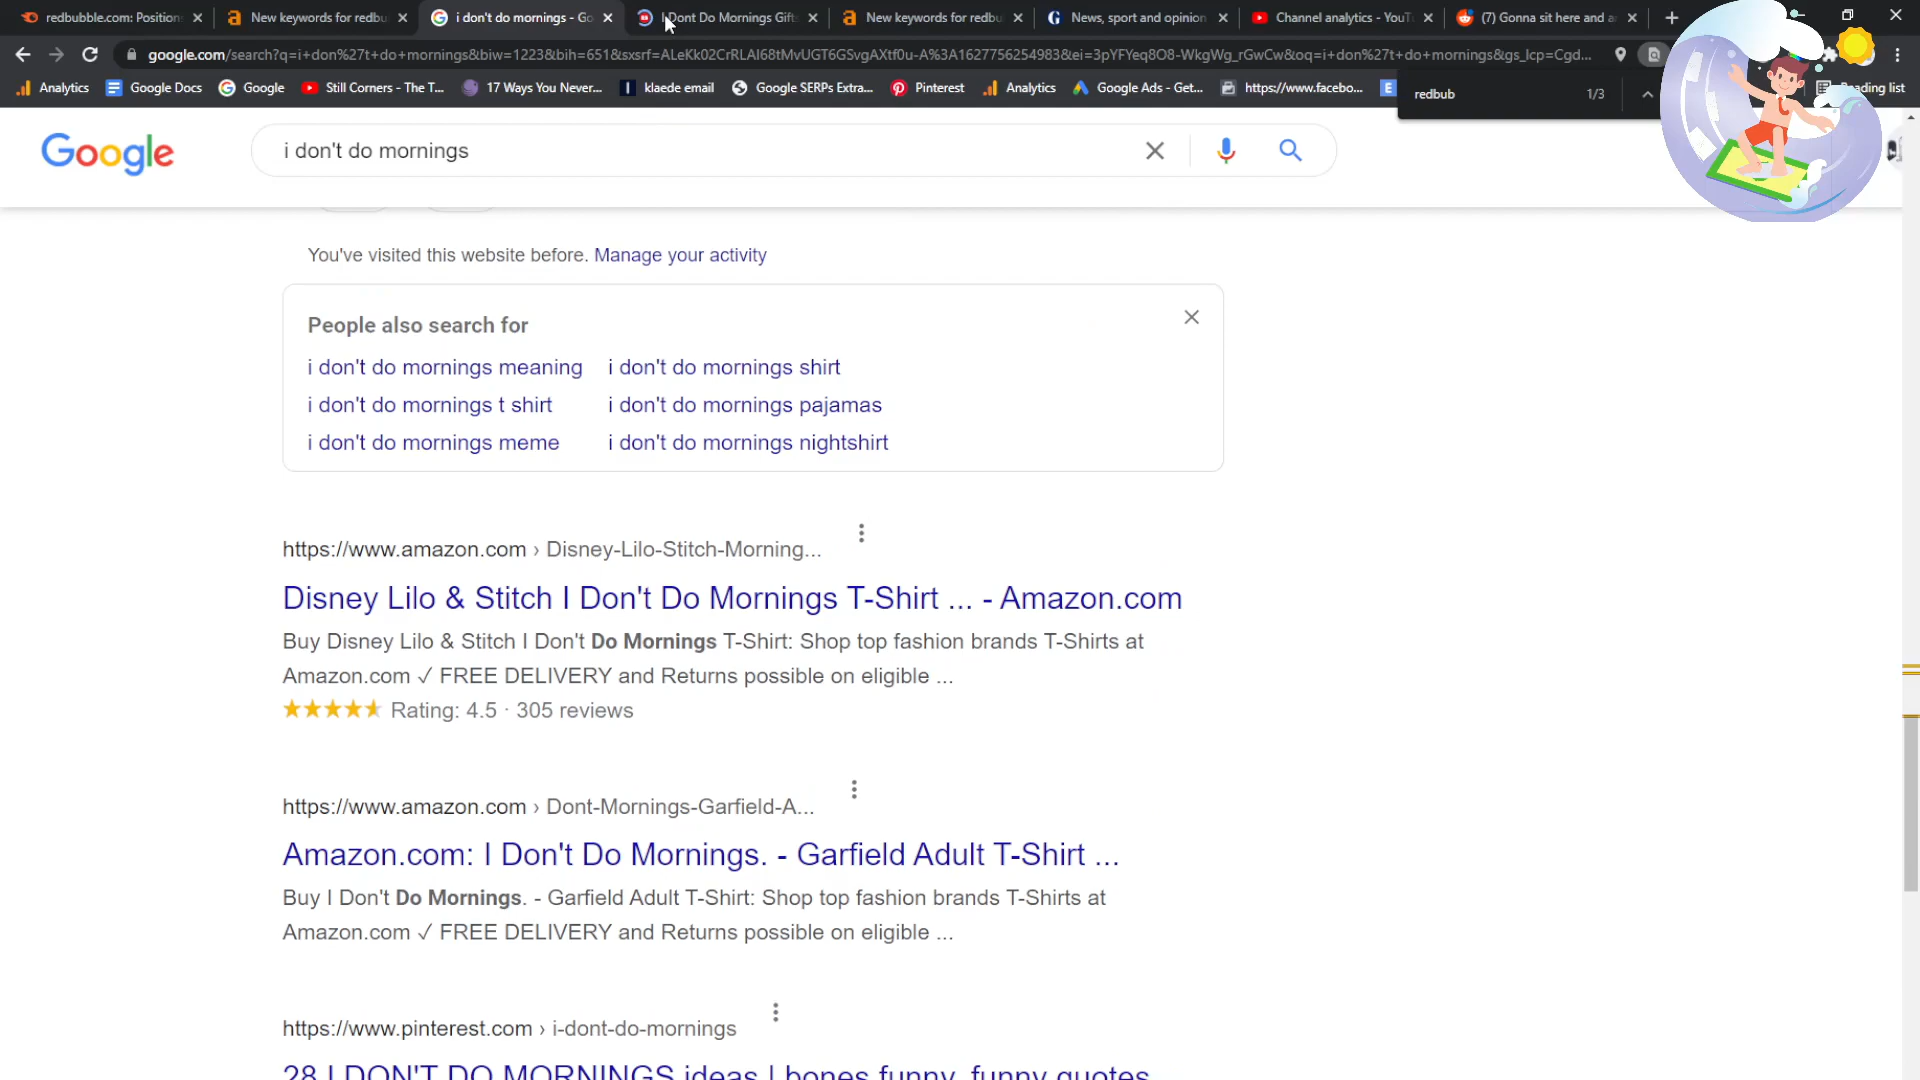 redbubble.com: Position
New keywords for redbu
i don't do mornings - Go
I Dont Do Mornings Gift
New keywords for redbu
News, sport and opinion
Channel analytics - YouT
(7) Gonna sit here and a
google.com/search?q=i+don%27t+do+mornings&biw=1223&bih=651&sxsrf=ALeKk02CrRLAI68tMvUGT6GSvgAXtf0u-A%3A1627756254983&ei=3pYFYeq8O8-WkgWg_rGwCw&oq=i+don%27t+do+mornings&gs_lcp=Cgd...
Analytics
Google Docs
Google
Still Corners - The T...
17 Ways You Never...
klaede email
Google SERPs Extra...
Pinterest
Analytics
Google Ads - Get...
https://www.facebo...
redbub 1/3
ading list
Google
i don't do mornings
You've visited this website before. Manage your activity
People also search for
i don't do mornings meaning
i don't do mornings shirt
i don't do mornings t shirt
i don't do mornings pajamas
i don't do mornings meme
i don't do mornings nightshirt
https://www.amazon.com › Disney-Lilo-Stitch-Morning...
Disney Lilo & Stitch I Don't Do Mornings T-Shirt ... - Amazon.com
Buy Disney Lilo & Stitch I Don't Do Mornings T-Shirt: Shop top fashion brands T-Shirts at
Amazon.com ✓ FREE DELIVERY and Returns possible on eligible ...
Rating: 4.5 · 305 reviews
https://www.amazon.com › Dont-Mornings-Garfield-A...
Amazon.com: I Don't Do Mornings. - Garfield Adult T-Shirt ...
Buy I Don't Do Mornings. - Garfield Adult T-Shirt: Shop top fashion brands T-Shirts at
Amazon.com ✓ FREE DELIVERY and Returns possible on eligible ...
https://www.pinterest.com › i-dont-do-mornings
28 I DON'T DO MORNINGS ideas | bones funny, funny quotes